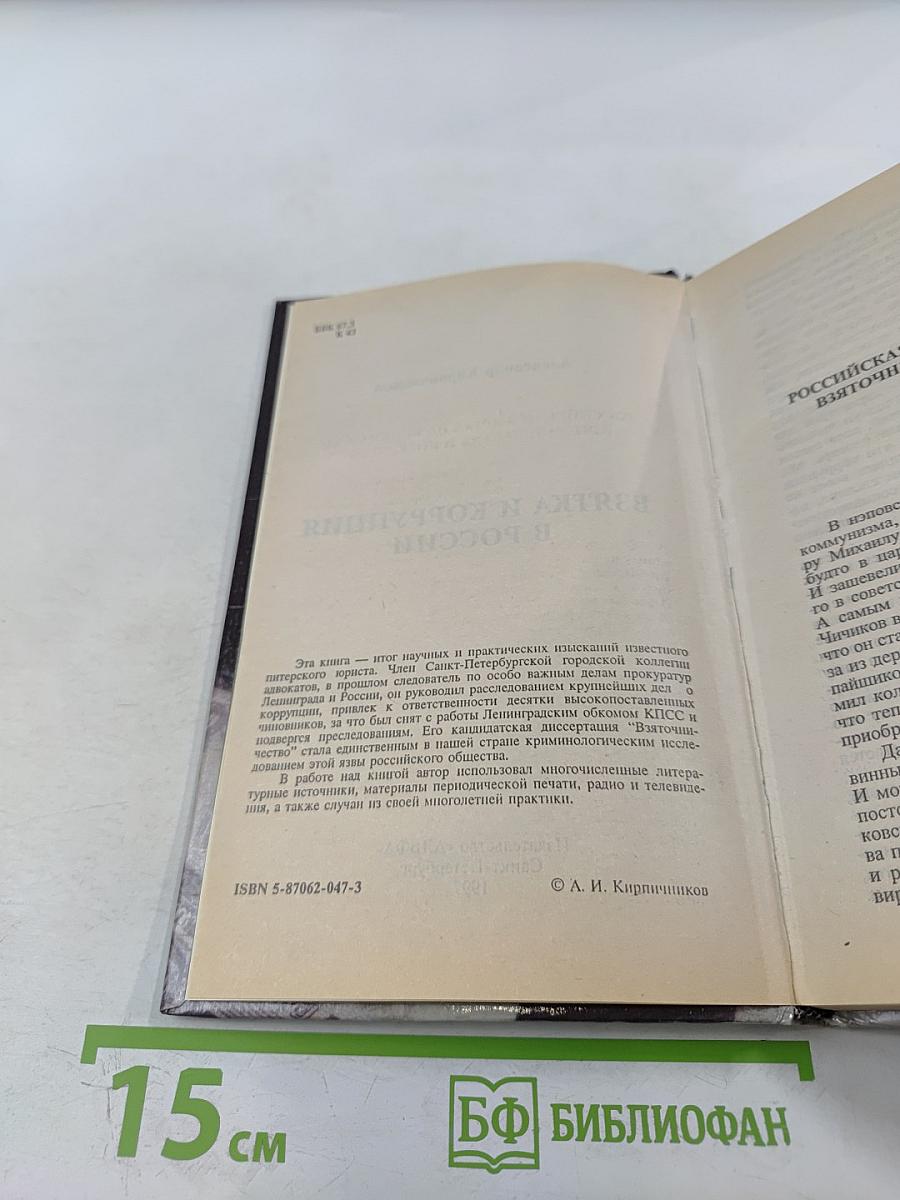 ББК 67.3
К 43
Эта книга — итог научных и практических изысканий известного
питерского юриста. Член Санкт-Петербургской городской коллегии
адвокатов, в прошлом следователь по особо важным делам прокуратур
Ленинграда и России, он руководил расследованием крупнейших дел о
коррупции, привлек к ответственности десятки высокопоставленных
чиновников, за что был снят с работы Ленинградским обкомом КПСС и
подвергся преследованиям. Его кандидатская диссертация “Взяточни-
чество” стала единственным в нашей стране криминологическим иссле-
дованием этой язвы российского общества.
В работе над книгой автор использовал многочисленные литера-
турные источники, материалы периодической печати, радио и телевиде-
ния, а также случаи из своей многолетней практики.
ISBN 5-87062-047-3
© А. И. Кирпичников
РОССИЙСКАЯ
ВЗЯТОЧН
В нэповс
коммунизма,
ру Михаилу
будто в цар
И зашевели
го в советс
А самым
Чичиков в
что он ста
за из дер
пайщико
мил кол
что теп
приобр
Да
винны
И мо
посто
ковс
ва п
и р
вир
15 см
БФ БИБЛИОФАН